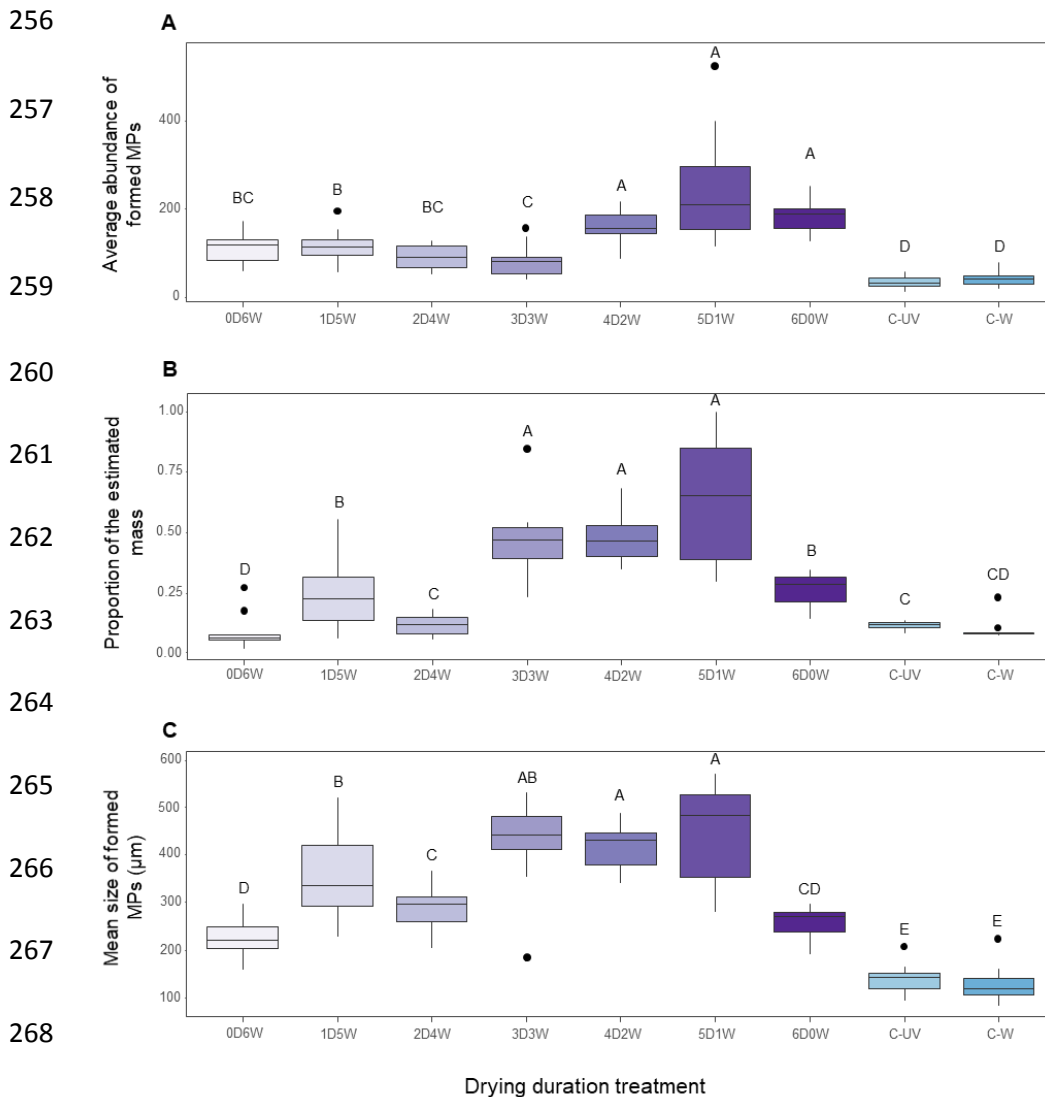 256
A
257
258
259
Average abundance of
formed MPs
400
200
0
BC
B
BC
C
A
A
A
D
D
0D6W 1D5W 2D4W 3D3W 4D2W 5D1W 6D0W C-UV C-W
260
B
261
262
263
Proportion of the estimated
mass
1.00
0.75
0.50
0.25
0.00
D
B
C
A
A
A
B
C
CD
0D6W 1D5W 2D4W 3D3W 4D2W 5D1W 6D0W C-UV C-W
264
C
265
266
267
268
Mean size of formed
MPs (µm)
600
500
400
300
200
100
D
B
C
AB
A
A
CD
E
E
0D6W 1D5W 2D4W 3D3W 4D2W 5D1W 6D0W C-UV C-W
Drying duration treatment